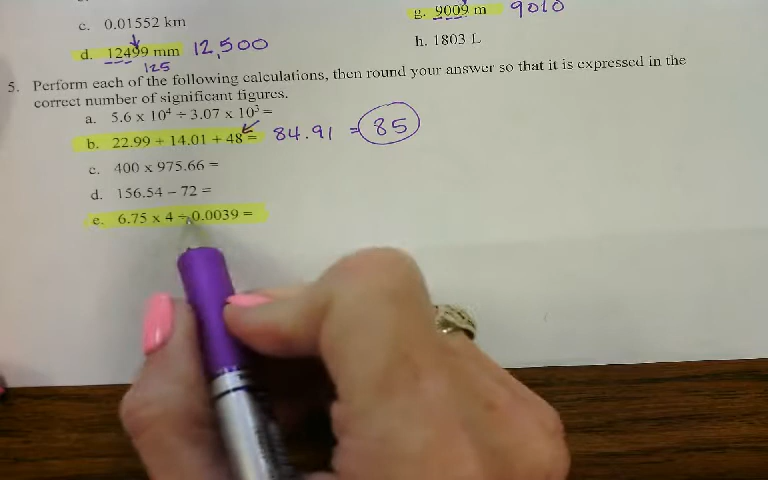 c. 0.01552 km
g. 9009 m 9010
d. 12499 mm 12,500
h. 1803 L
125
5. Perform each of the following calculations, then round your answer so that it is expressed in the
correct number of significant figures.
a. 5.6 x 10⁴ ÷ 3.07 x 10³ =
b. 22.99 + 14.01 + 48 = 84.91 = 85
c. 400 x 975.66 =
d. 156.54 – 72 =
e. 6.75 x 4 ÷ 0.0039 =